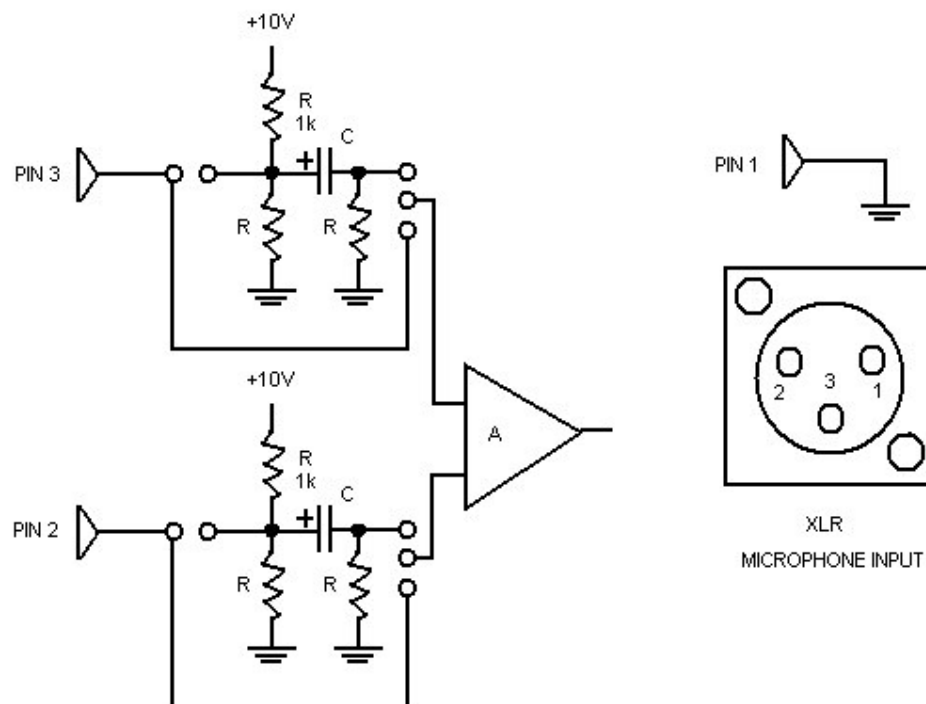 +10V
R
1k
C
+
PIN 3
R
R
PIN 1
+10V
R
1k
C
+
PIN 2
R
R
A
2
3
1
XLR
MICROPHONE INPUT